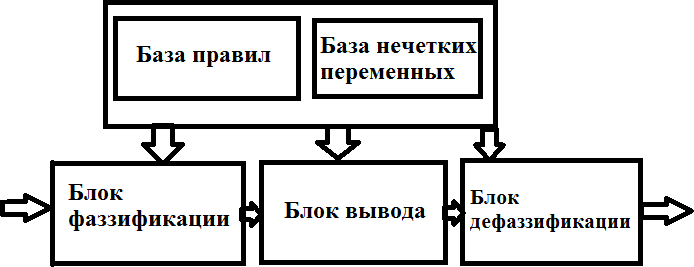 База правил
База нечетких
переменных
Блок
фаззификации
Блок вывода
Блок
дефаззификации